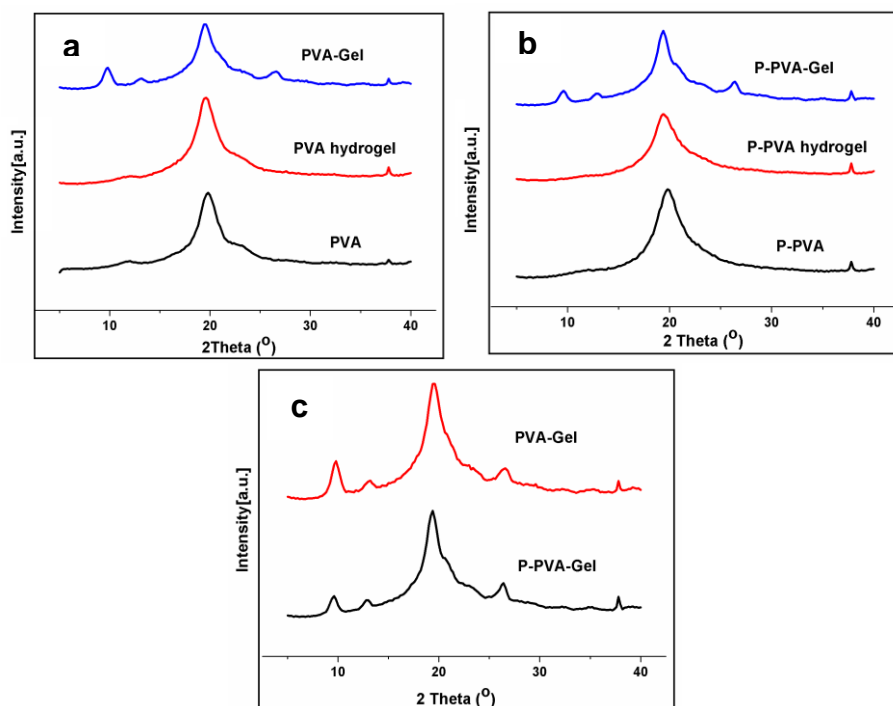 a
PVA-Gel
PVA hydrogel
PVA
Intensity[a.u.]
10 20 30 40
2Theta (O)
b
P-PVA-Gel
P-PVA hydrogel
P-PVA
Intensity[a.u.]
10 20 30 40
2 Theta (O)
c
PVA-Gel
P-PVA-Gel
Intensity[a.u.]
10 20 30 40
2 Theta (O)